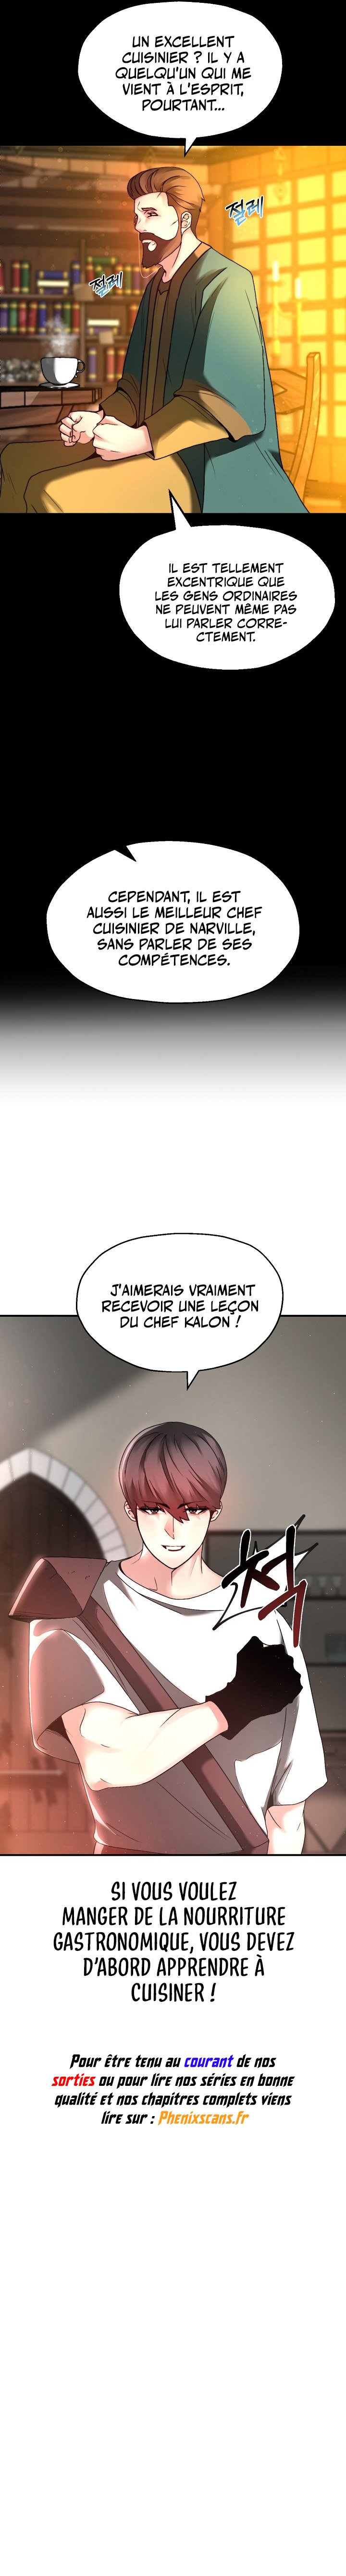 UN EXCELLENT
CUISINIER ? IL Y A
QUELQU'UN QUI ME
VIENT À L'ESPRIT,
POURTANT...
절레
절레
IL EST TELLEMENT
EXCENTRIQUE QUE
LES GENS ORDINAIRES
NE PEUVENT MÊME PAS
LUI PARLER CORRE-
CTEMENT.
CEPENDANT, IL EST
AUSSI LE MEILLEUR CHEF
CUISINIER DE NARVILLE,
SANS PARLER DE SES
COMPÉTENCES.
J'AIMERAIS VRAIMENT
RECEVOIR UNE LEÇON
DU CHEF KALON !
척
SI VOUS VOULEZ
MANGER DE LA NOURRITURE
GASTRONOMIQUE, VOUS DEVEZ
D'ABORD APPRENDRE À
CUISINER !
Pour être tenu au courant de nos
sorties ou pour lire nos séries en bonne
qualité et nos chapitres complets viens
lire sur : Phenixscans.fr